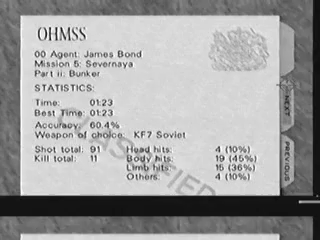 OHMSS
00 Agent: James Bond
Mission 5: Severnaya
Part ii: Bunker
STATISTICS:
Time: 01:23
Best Time: 01:23
Accuracy: 60.4%
Weapon of choice: KF7 Soviet
Shot total: 91 Head hits: 4 (10%)
Kill total: 11 Body hits: 19 (45%)
Limb hits: 15 (36%)
Others: 4 (10%)
CLASSIFIED
NEXT
PREVIOUS